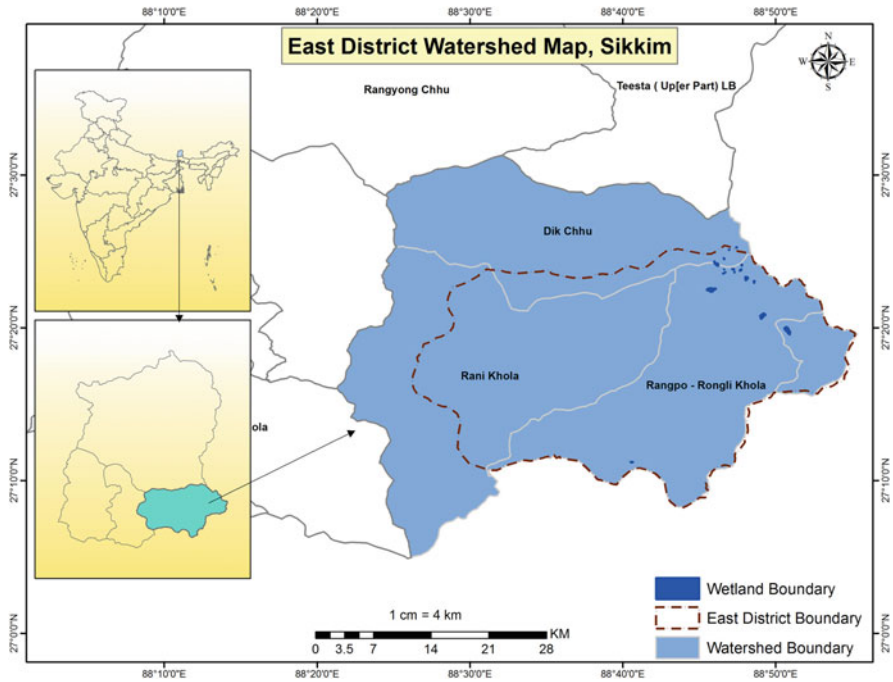 88°10'0"E 88°20'0"E 88°30'0"E 88°40'0"E 88°50'0"E
East District Watershed Map, Sikkim
N
W E
S
Rangyong Chhu
Teesta ( Up[er Part) LB
27°30'0"N 27°30'0"N
Dik Chhu
27°20'0"N 27°20'0"N
Rani Khola
Rangpo - Rongli Khola
ola
27°10'0"N 27°10'0"N
Wetland Boundary
East District Boundary
Watershed Boundary
1 cm = 4 km
KM
0 3.5 7 14 21 28
27°0'0"N 27°0'0"N
88°10'0"E 88°20'0"E 88°30'0"E 88°40'0"E 88°50'0"E